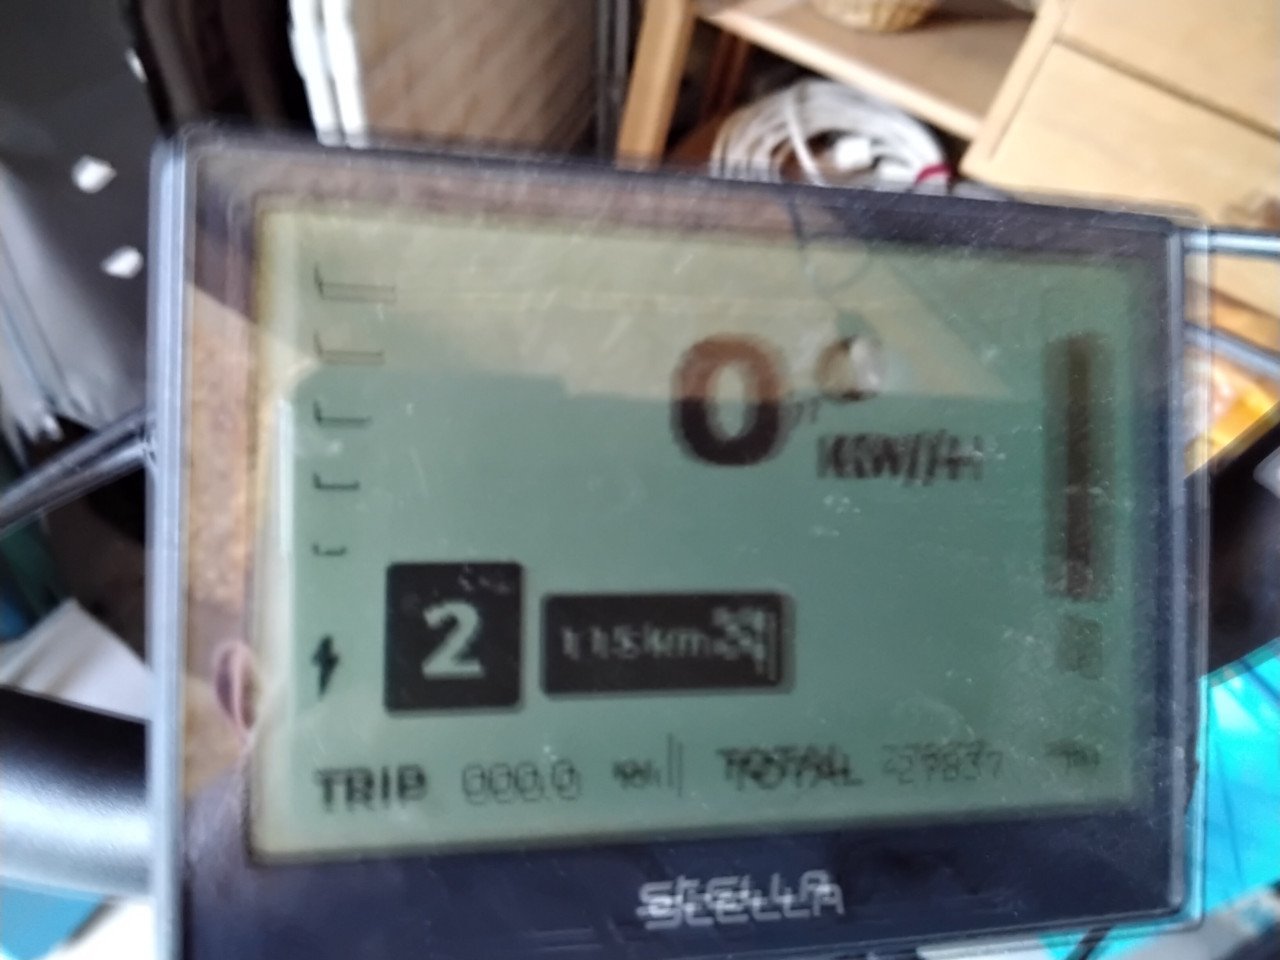 0
KM/H
2
115km
TRIP 000.0 TOTAL
STELLA